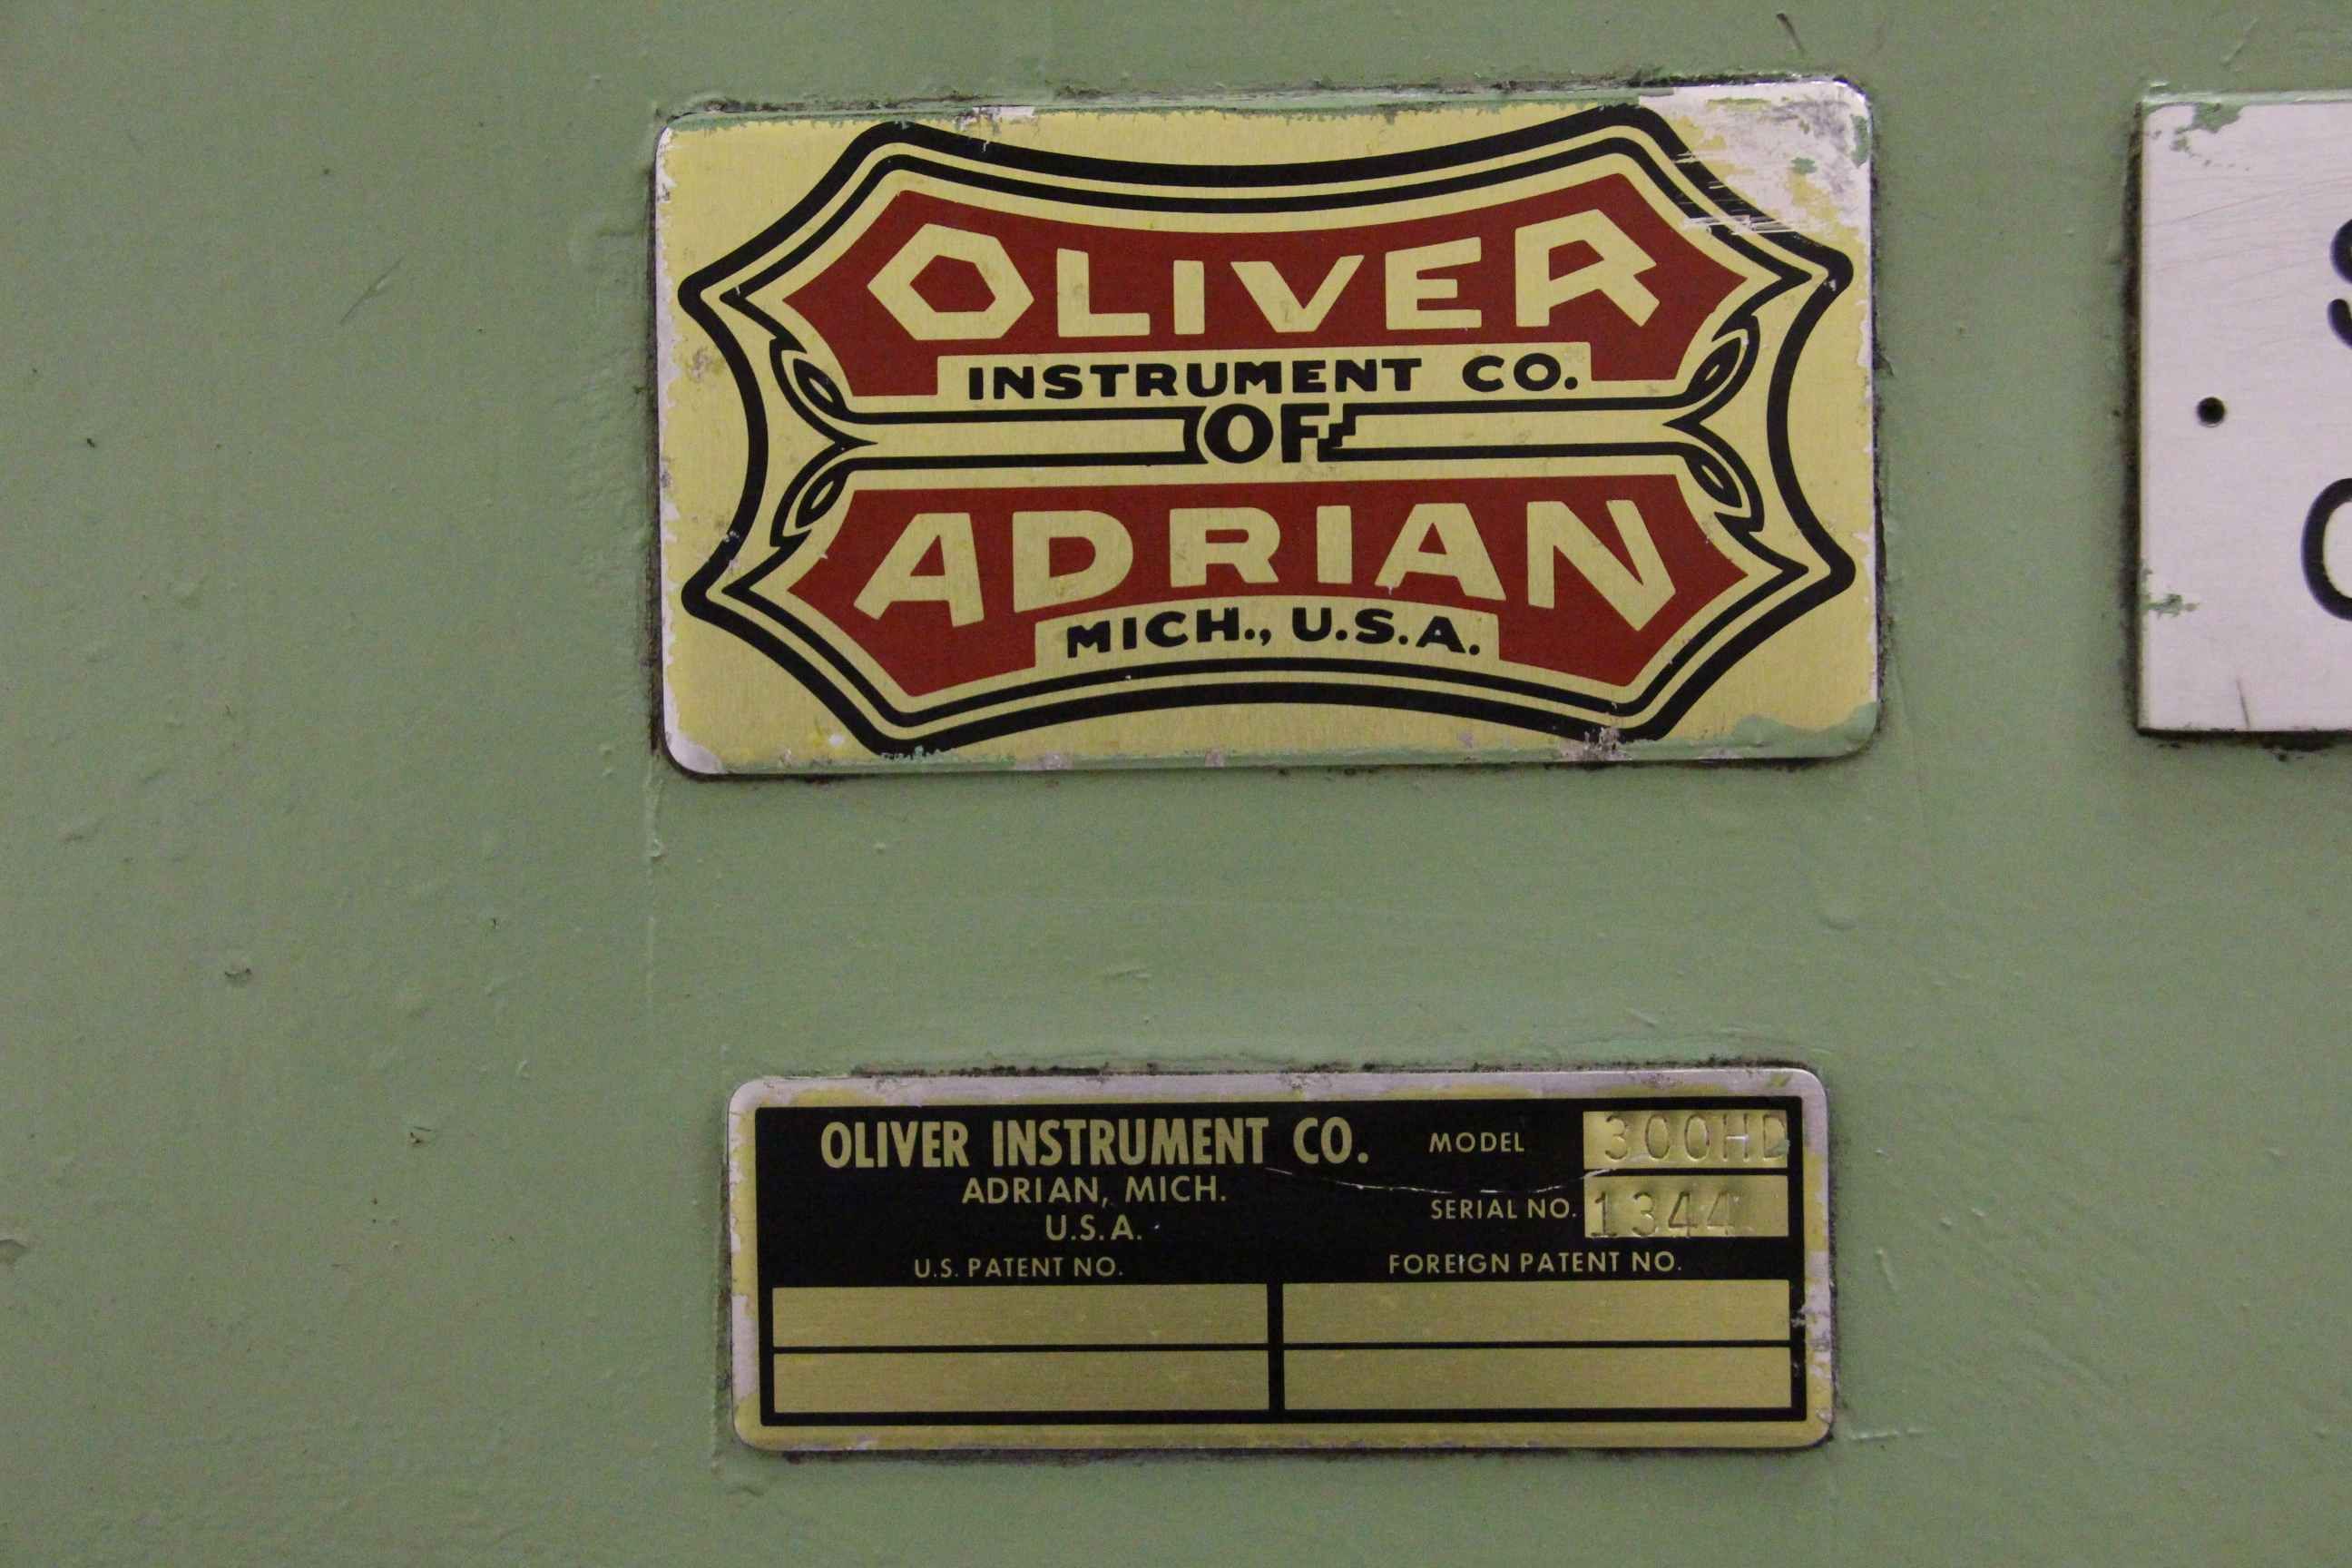 OLIVER
INSTRUMENT CO.
OF
ADRIAN
MICH., U.S.A.
OLIVER INSTRUMENT CO.
ADRIAN, MICH.
U.S.A.
MODEL 300HD
SERIAL NO. 1344
U.S. PATENT NO.
FOREIGN PATENT NO.